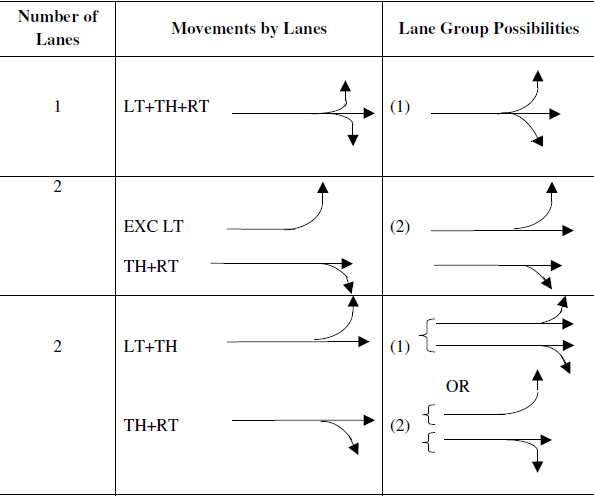 Number of
Lanes
Movements by Lanes
Lane Group Possibilities
1
LT+TH+RT
(1)
2
EXC LT
(2)
TH+RT
2
LT+TH
(1)
OR
TH+RT
(2)